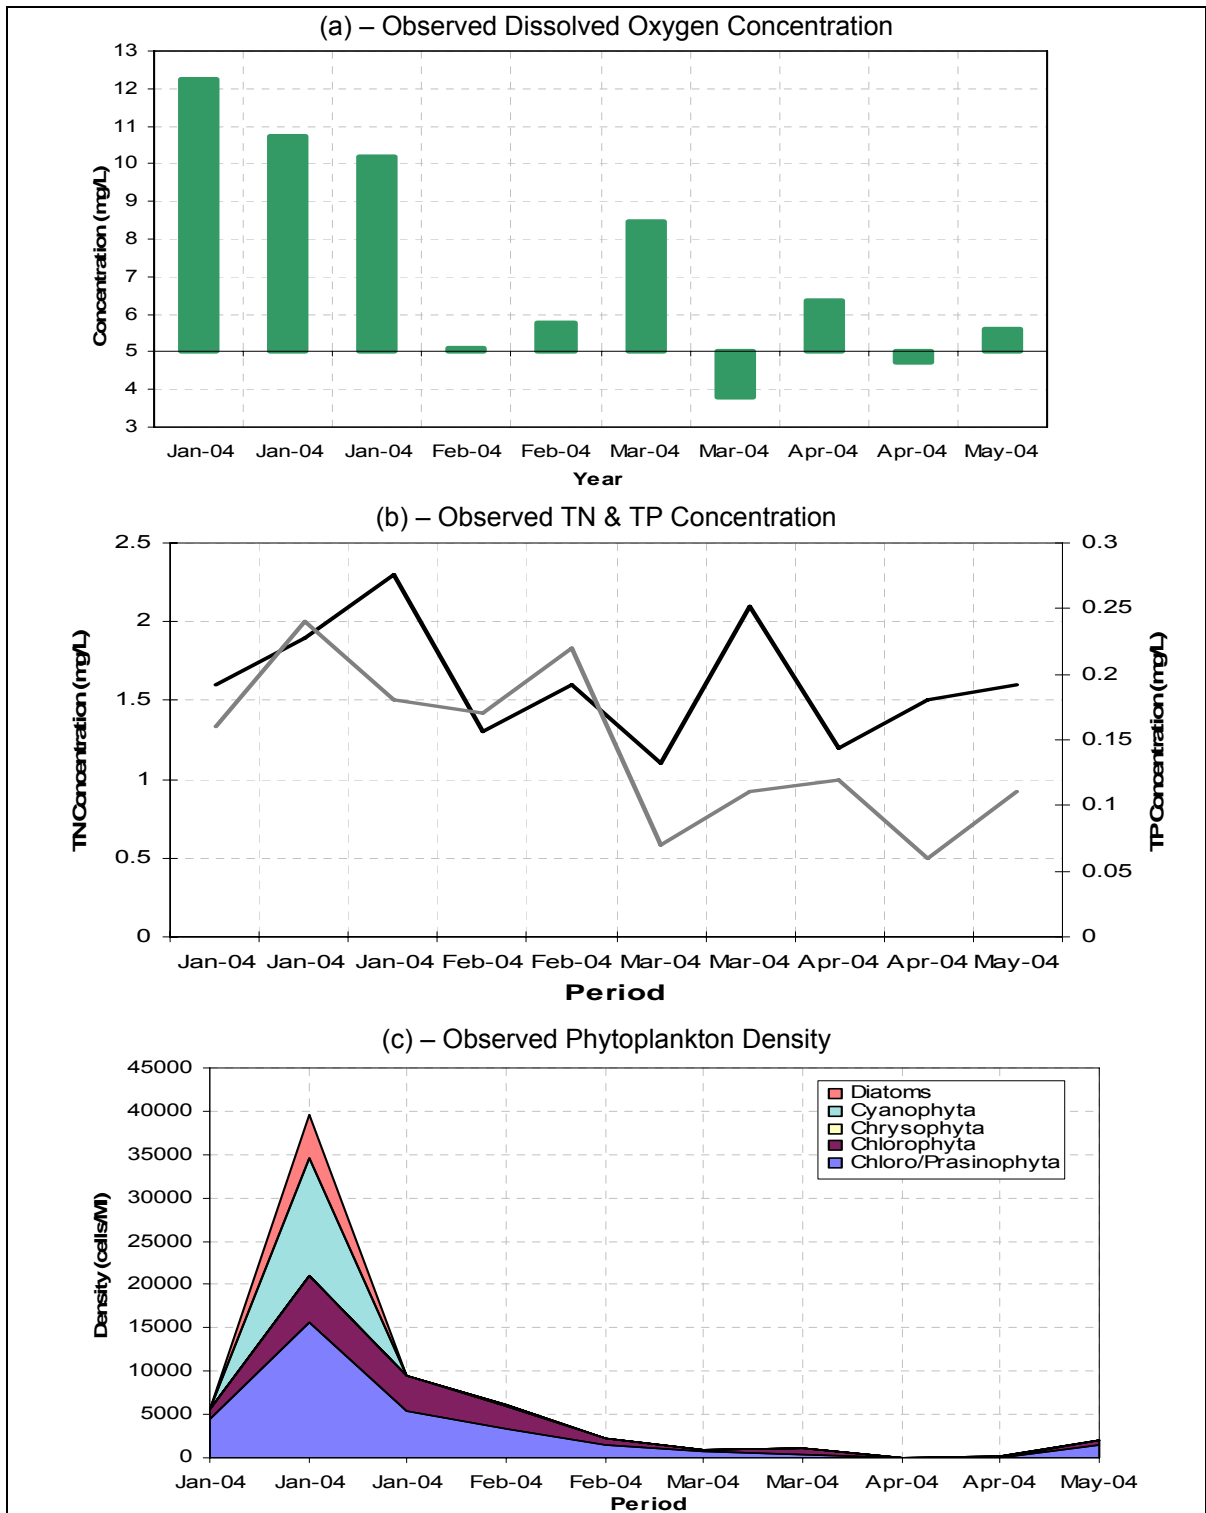 (a) – Observed Dissolved Oxygen Concentration
13
12
11
10
9
8
7
6
5
4
3
Concentration (mg/L)
Jan-04 Jan-04 Jan-04 Feb-04 Feb-04 Mar-04 Mar-04 Apr-04 Apr-04 May-04
Year
(b) – Observed TN & TP Concentration
2.5
2
1.5
1
0.5
0
TN Concentration (mg/L)
0.3
0.25
0.2
0.15
0.1
0.05
0
TP Concentration (mg/L)
Jan-04 Jan-04 Jan-04 Feb-04 Feb-04 Mar-04 Mar-04 Apr-04 Apr-04 May-04
Period
(c) – Observed Phytoplankton Density
45000
40000
35000
30000
25000
20000
15000
10000
5000
0
Density (cells/Ml)
Diatoms
Cyanophyta
Chrysophyta
Chlorophyta
Chloro/Prasinophyta
Jan-04 Jan-04 Jan-04 Feb-04 Feb-04 Mar-04 Mar-04 Apr-04 Apr-04 May-04
Period